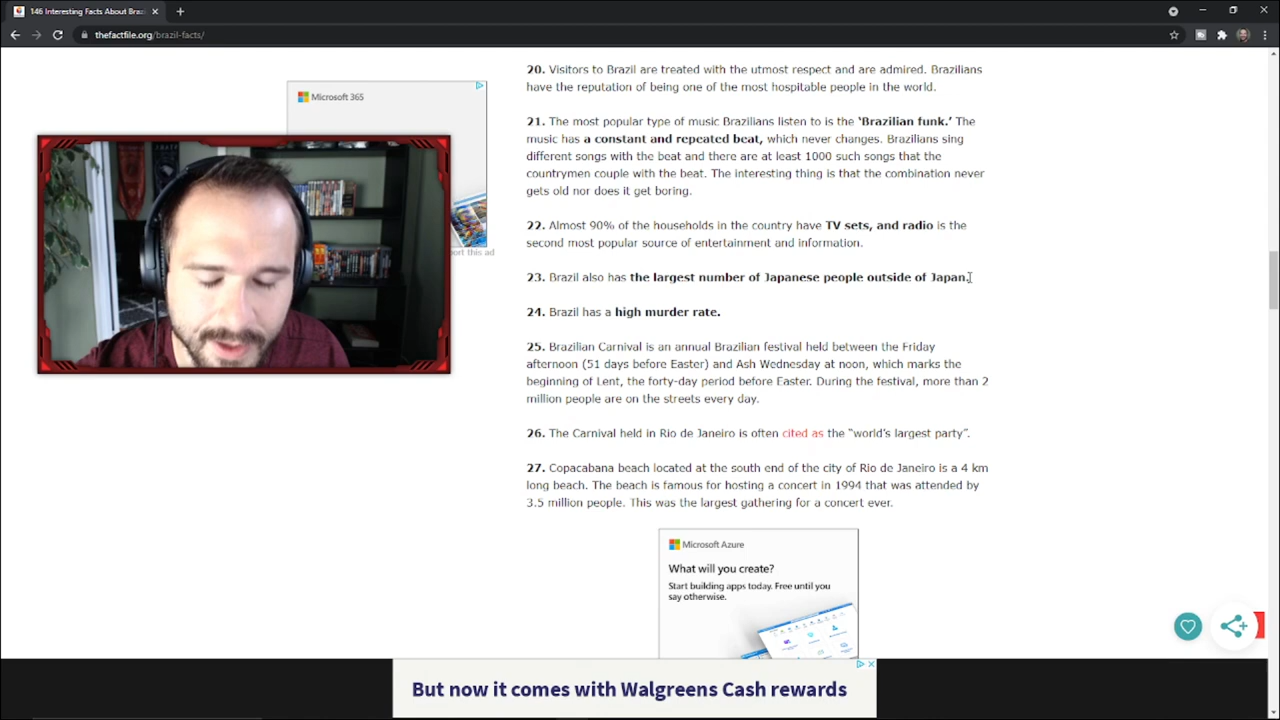 146 Interesting Facts About Braz
thefactfile.org/brazil-facts/
Microsoft 365
ort this ad
20. Visitors to Brazil are treated with the utmost respect and are admired. Brazilians
have the reputation of being one of the most hospitable people in the world.
21. The most popular type of music Brazilians listen to is the ‘Brazilian funk.’ The
music has a constant and repeated beat, which never changes. Brazilians sing
different songs with the beat and there are at least 1000 such songs that the
countrymen couple with the beat. The interesting thing is that the combination never
gets old nor does it get boring.
22. Almost 90% of the households in the country have TV sets, and radio is the
second most popular source of entertainment and information.
23. Brazil also has the largest number of Japanese people outside of Japan.
24. Brazil has a high murder rate.
25. Brazilian Carnival is an annual Brazilian festival held between the Friday
afternoon (51 days before Easter) and Ash Wednesday at noon, which marks the
beginning of Lent, the forty-day period before Easter. During the festival, more than 2
million people are on the streets every day.
26. The Carnival held in Rio de Janeiro is often cited as the “world’s largest party”.
27. Copacabana beach located at the south end of the city of Rio de Janeiro is a 4 km
long beach. The beach is famous for hosting a concert in 1994 that was attended by
3.5 million people. This was the largest gathering for a concert ever.
Microsoft Azure
What will you create?
Start building apps today. Free until you
say otherwise.
But now it comes with Walgreens Cash rewards